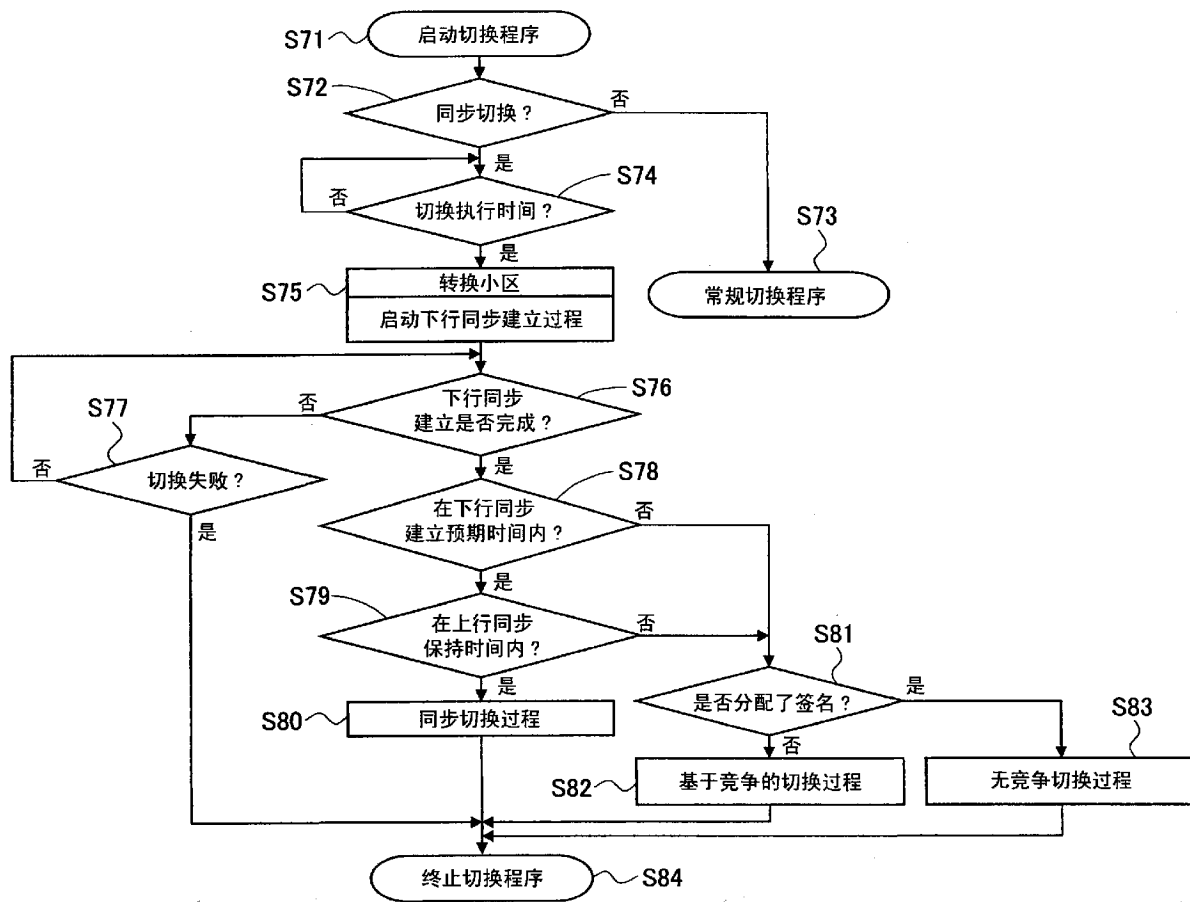 S71
启动切换程序
S72
同步切换？
否
是
S74
否
切换执行时间？
是
S73
常规切换程序
S75
转换小区
启动下行同步建立过程
S76
下行同步
建立是否完成？
否
S77
否
切换失败？
是
是
S78
在下行同步
建立预期时间内？
否
是
S79
在上行同步
保持时间内？
否
是
S81
是否分配了签名？
是
否
S80
同步切换过程
S83
S82
基于竞争的切换过程
无竞争切换过程
终止切换程序
S84